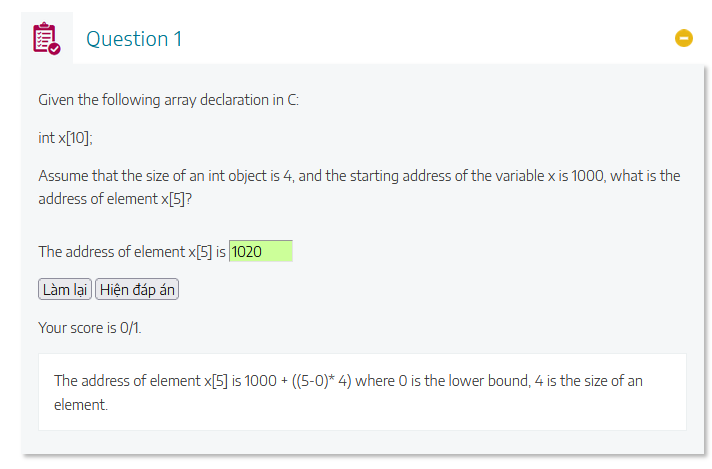 Question 1
Given the following array declaration in C:
int x[10];
Assume that the size of an int object is 4, and the starting address of the variable x is 1000, what is the
address of element x[5]?
The address of element x[5] is 1020
Làm lại Hiện đáp án
Your score is 0/1.
The address of element x[5] is 1000 + ((5-0)* 4) where 0 is the lower bound, 4 is the size of an
element.